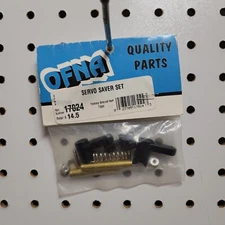 OFNA
QUALITY
PARTS
SERVO SAVER SET
17024
14.5